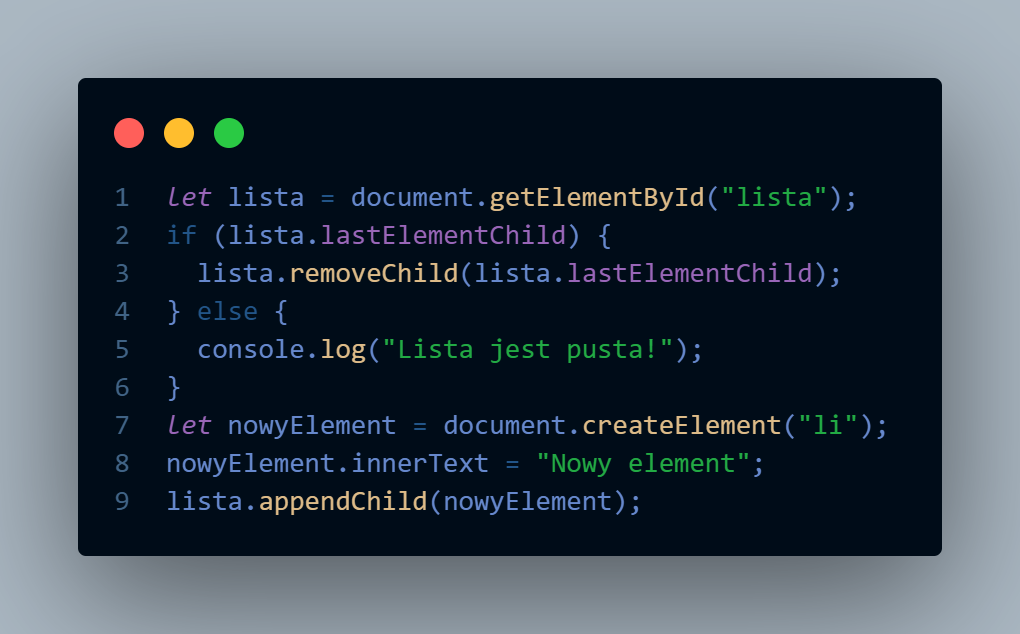 1 let lista = document.getElementById("lista");
2 if (lista.lastElementChild) {
3   lista.removeChild(lista.lastElementChild);
4 } else {
5   console.log("Lista jest pusta!");
6 }
7 let nowyElement = document.createElement("li");
8 nowyElement.innerText = "Nowy element";
9 lista.appendChild(nowyElement);